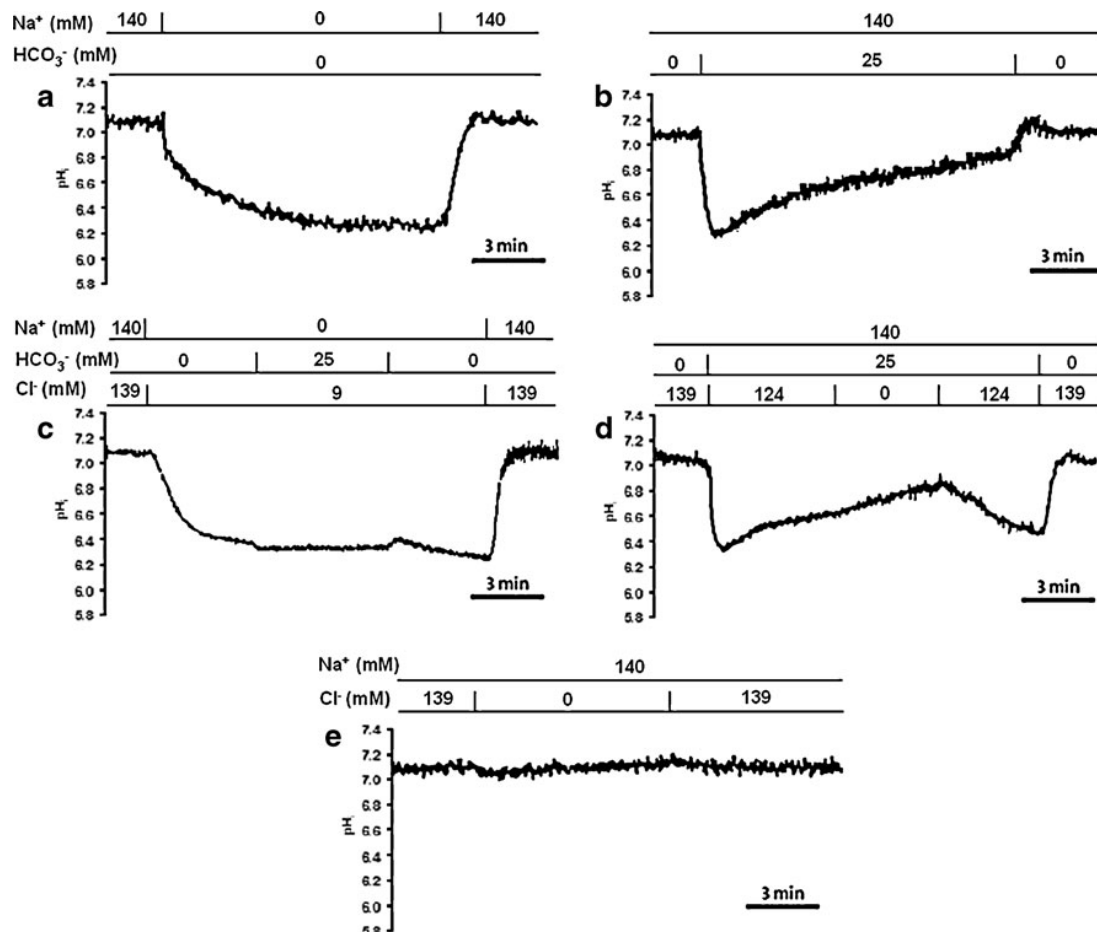 Na⁺ (mM) 140 0 140
HCO₃⁻ (mM) 0
a
7.4
7.2
7.0
6.8
6.6
6.4
6.2
6.0
5.8
pHᵢ
3 min
140
0 25 0
b
7.4
7.2
7.0
6.8
6.6
6.4
6.2
6.0
5.8
pHᵢ
3 min
Na⁺ (mM) 140 0 140
HCO₃⁻ (mM) 0 25 0
Cl⁻ (mM) 139 9 139
c
7.4
7.2
7.0
6.8
6.6
6.4
6.2
6.0
5.8
pHᵢ
3 min
140
0 25 0
139 124 0 124 139
d
7.4
7.2
7.0
6.8
6.6
6.4
6.2
6.0
5.8
pHᵢ
3 min
Na⁺ (mM) 140
Cl⁻ (mM) 139 0 139
e
7.4
7.2
7.0
6.8
6.6
6.4
6.2
6.0
5.8
pHᵢ
3 min